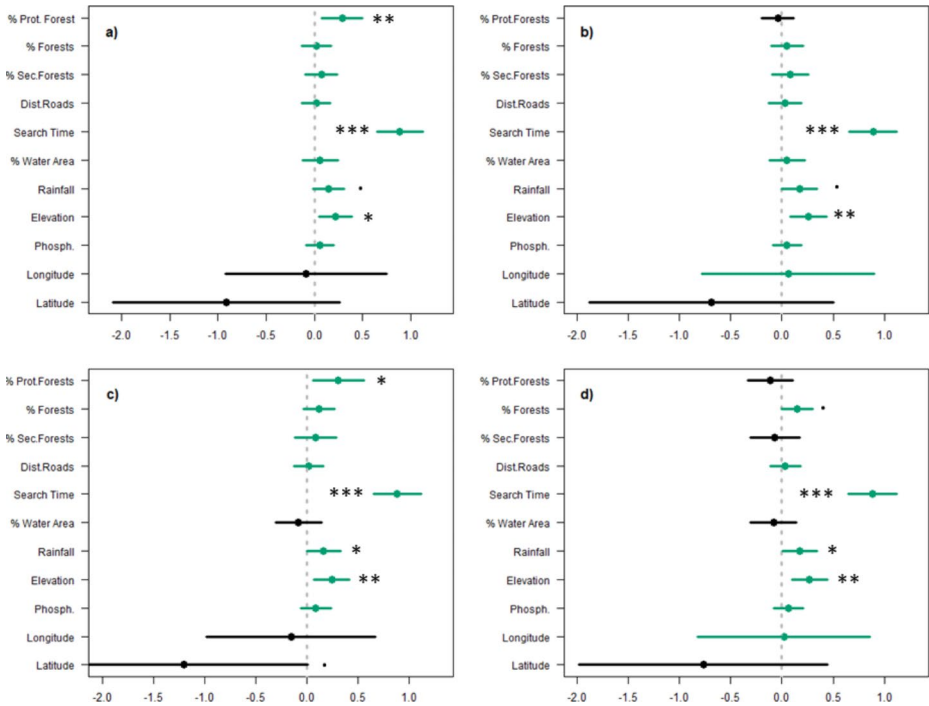 a)
% Prot. Forest
**
% Forests
% Sec.Forests
Dist.Roads
Search Time
***
% Water Area
Rainfall
.
Elevation
*
Phosph.
Longitude
Latitude
-2.0 -1.5 -1.0 -0.5 0.0 0.5 1.0
b)
% Prot.Forest
% Forests
% Sec.Forests
Dist.Roads
Search Time
***
% Water Area
Rainfall
.
Elevation
**
Phosph.
Longitude
Latitude
-2.0 -1.5 -1.0 -0.5 0.0 0.5 1.0
c)
% Prot.Forests
*
% Forests
% Sec.Forests
Dist.Roads
Search Time
***
% Water Area
Rainfall
*
Elevation
**
Phosph.
Longitude
Latitude
.
-2.0 -1.5 -1.0 -0.5 0.0 0.5 1.0
d)
% Prot.Forests
% Forests
.
% Sec.Forests
Dist.Roads
Search Time
***
% Water Area
Rainfall
*
Elevation
**
Phosph.
Longitude
Latitude
-2.0 -1.5 -1.0 -0.5 0.0 0.5 1.0